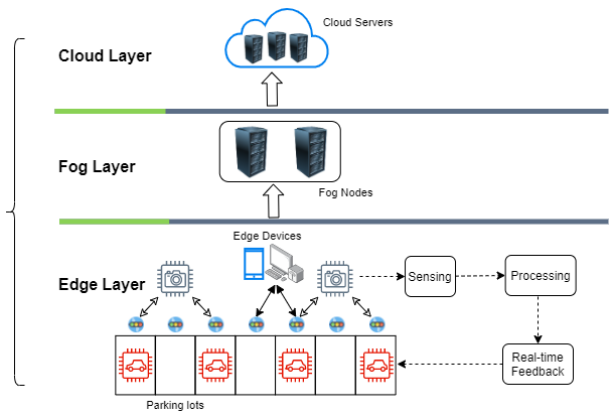 Cloud Servers
Cloud Layer
Fog Layer
Fog Nodes
Edge Devices
Edge Layer
Sensing
Processing
Real-time
Feedback
Parking lots